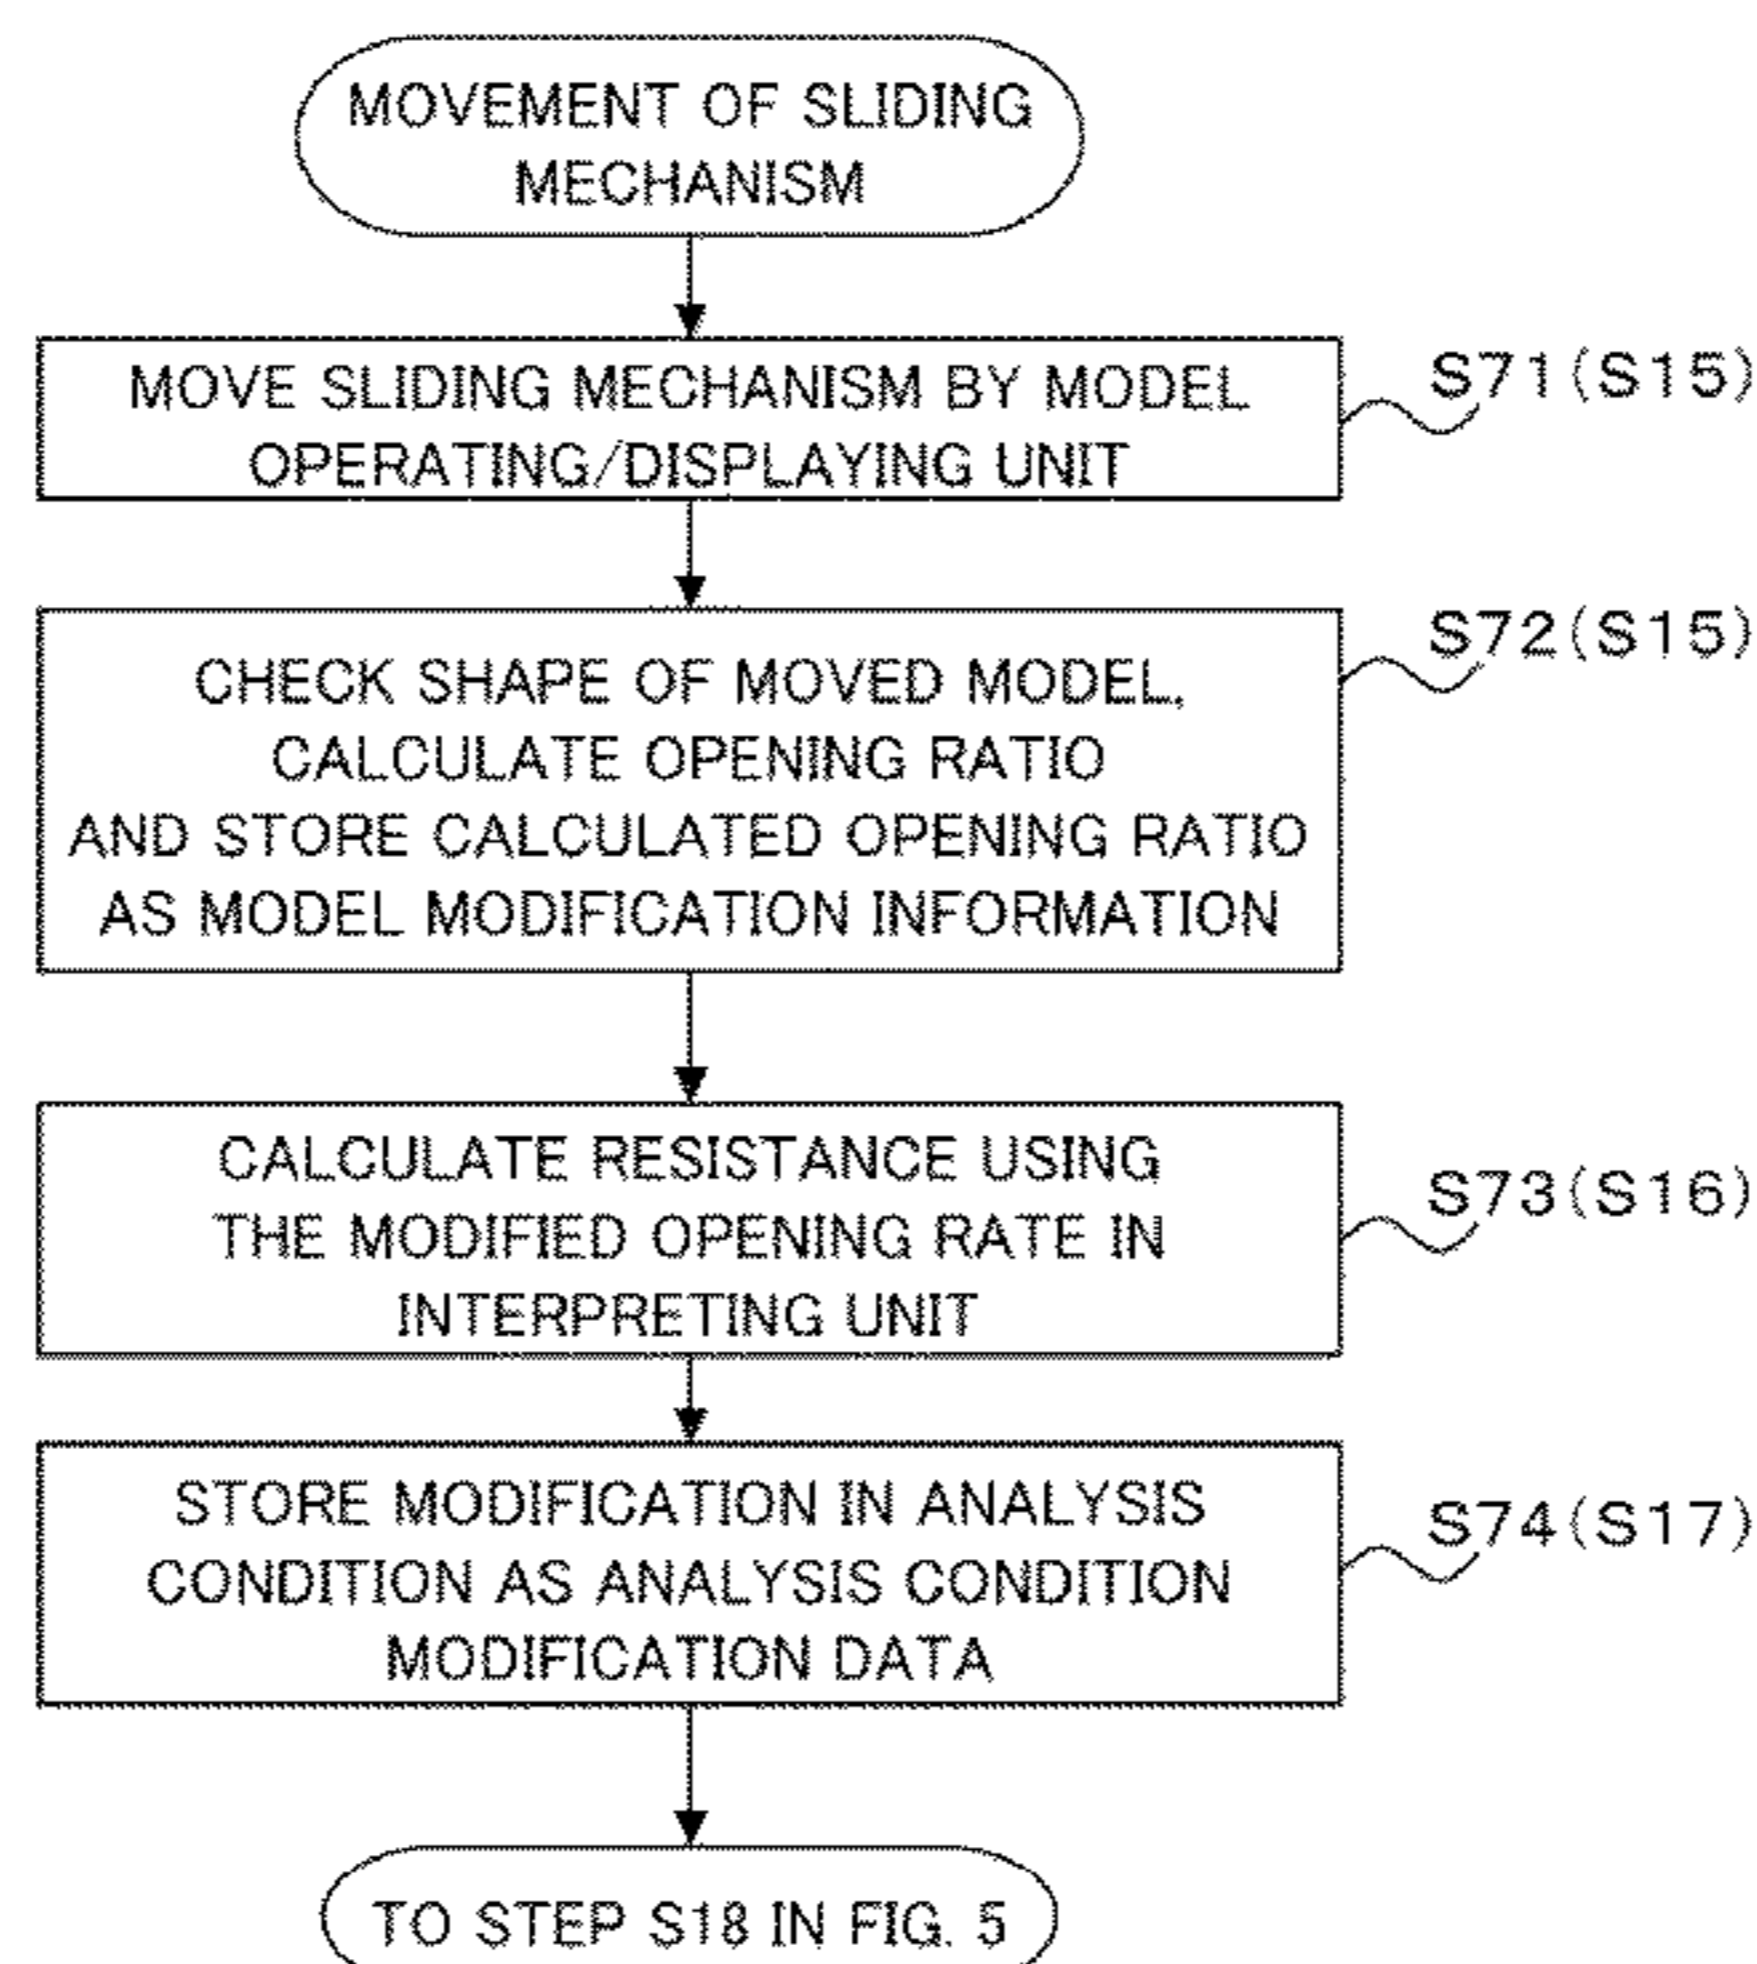 MOVEMENT OF SLIDING
MECHANISM
MOVE SLIDING MECHANISM BY MODEL
OPERATING/DISPLAYING UNIT
S71(S15)
CHECK SHAPE OF MOVED MODEL,
CALCULATE OPENING RATIO
AND STORE CALCULATED OPENING RATIO
AS MODEL MODIFICATION INFORMATION
S72(S15)
CALCULATE RESISTANCE USING
THE MODIFIED OPENING RATE IN
INTERPRETING UNIT
S73(S16)
STORE MODIFICATION IN ANALYSIS
CONDITION AS ANALYSIS CONDITION
MODIFICATION DATA
S74(S17)
TO STEP S18 IN FIG. 5